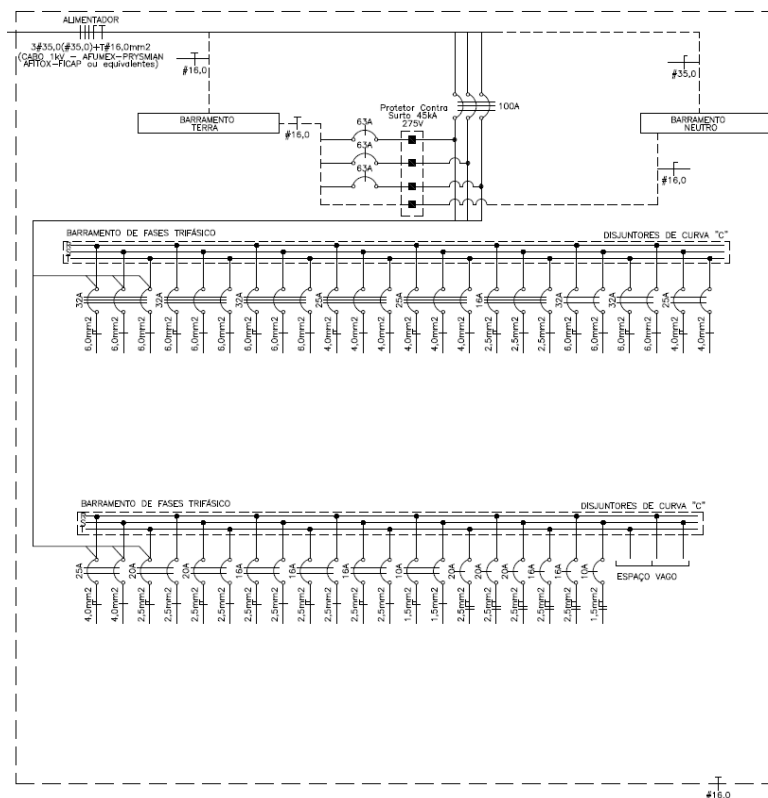 ALIMENTADOR
3#35,0(#35,0)+T#16,0mm2
(CABO 1kV - AFUMEX-PRYSMIAN
AFITOX-FICAP ou equivalentes)
#16,0
#35,0
BARRAMENTO
TERRA
#16,0
63A
63A
63A
Protetor Contra
Surto 45kA
275V
100A
BARRAMENTO
NEUTRO
#16,0
BARRAMENTO DE FASES TRIFÁSICO
DISJUNTORES DE CURVA "C"
32A
32A
32A
25A
25A
16A
32A
32A
25A
6,0mm2
6,0mm2
6,0mm2
6,0mm2
6,0mm2
6,0mm2
6,0mm2
6,0mm2
6,0mm2
4,0mm2
4,0mm2
4,0mm2
4,0mm2
4,0mm2
4,0mm2
2,5mm2
2,5mm2
2,5mm2
6,0mm2
6,0mm2
6,0mm2
6,0mm2
4,0mm2
4,0mm2
BARRAMENTO DE FASES TRIFÁSICO
DISJUNTORES DE CURVA "C"
25A
20A
20A
16A
16A
16A
10A
20A
20A
20A
16A
16A
10A
ESPAÇO VAGO
4,0mm2
4,0mm2
2,5mm2
2,5mm2
2,5mm2
2,5mm2
2,5mm2
2,5mm2
2,5mm2
2,5mm2
2,5mm2
2,5mm2
1,5mm2
1,5mm2
2,5mm2
2,5mm2
2,5mm2
2,5mm2
2,5mm2
1,5mm2
#16,0